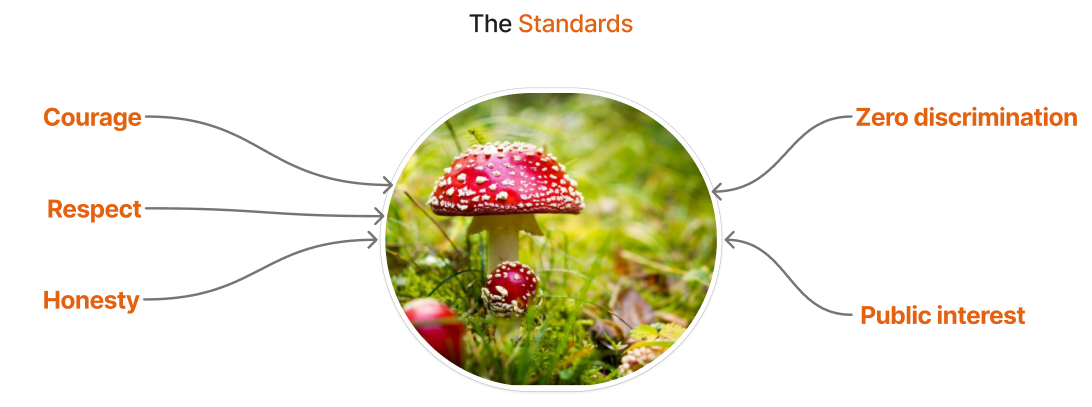 The Standards
Courage
Zero discrimination
Respect
Honesty
Public interest